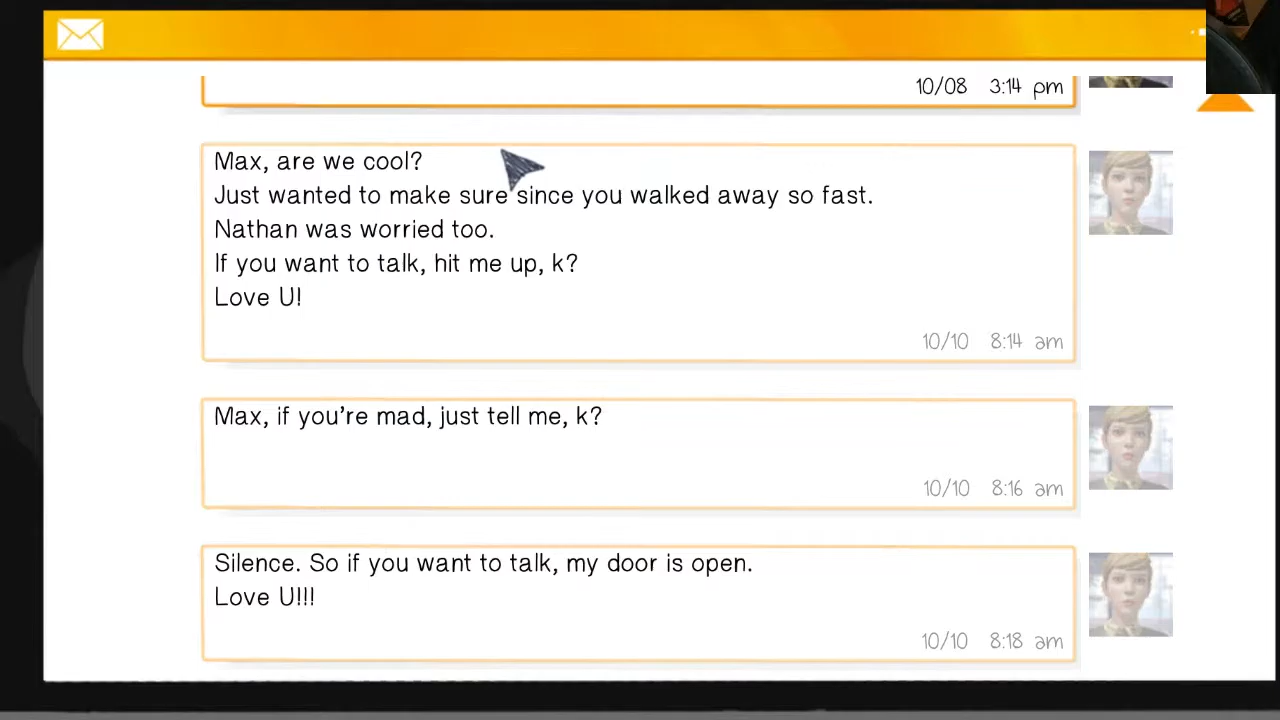 10/08 3:14 pm
Max, are we cool?
Just wanted to make sure since you walked away so fast.
Nathan was worried too.
If you want to talk, hit me up, k?
Love U!
10/10 8:14 am
Max, if you’re mad, just tell me, k?
10/10 8:16 am
Silence. So if you want to talk, my door is open.
Love U!!!
10/10 8:18 am